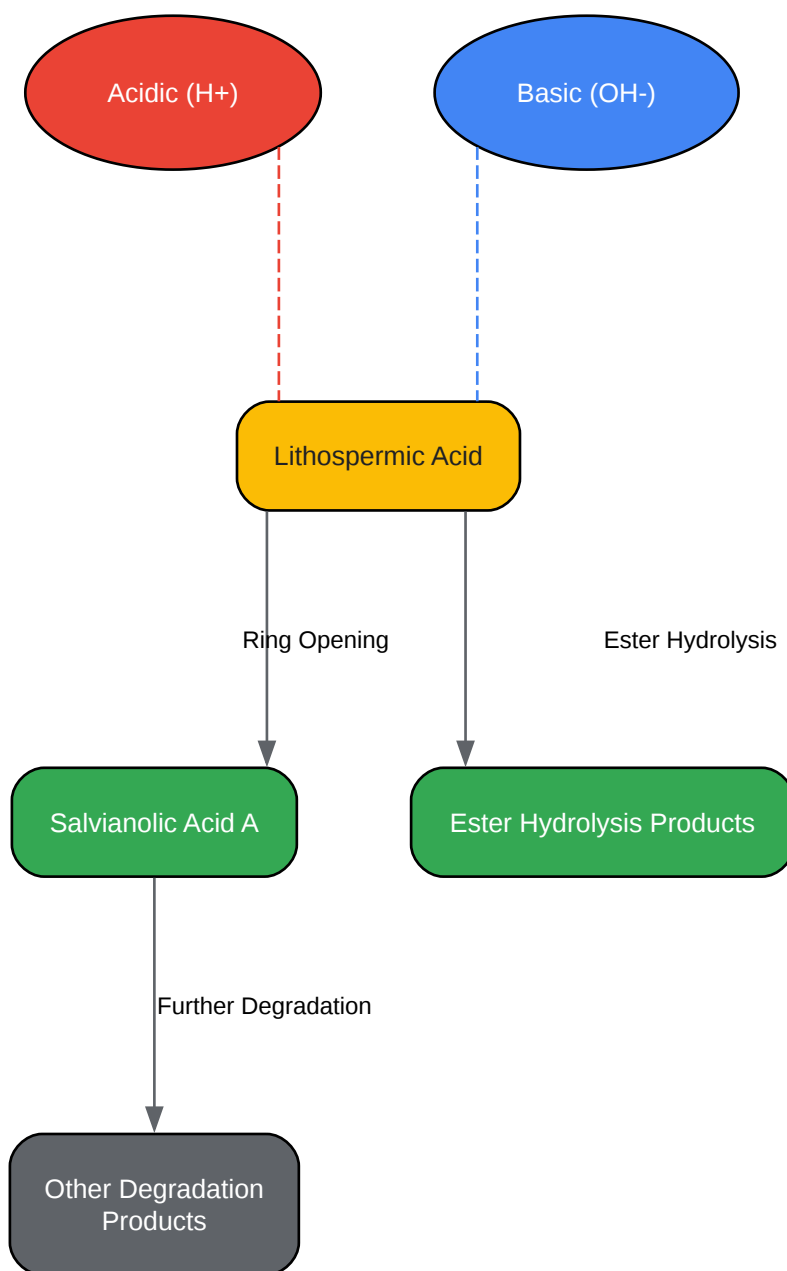 Acidic (H+)
Basic (OH-)
Lithospermic Acid
Ring Opening
Ester Hydrolysis
Salvianolic Acid A
Ester Hydrolysis Products
Further Degradation
Other Degradation
Products